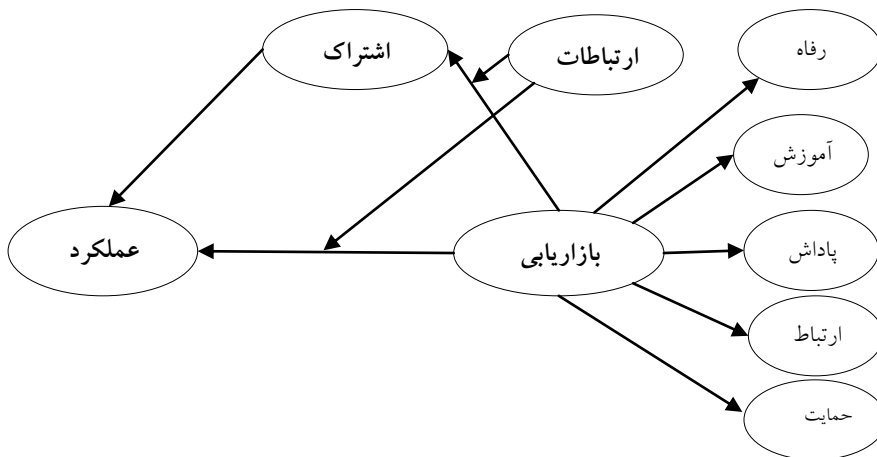 رفاه
ارتباطات
اشتراک
آموزش
پاداش
بازاریابی
عملکرد
ارتباط
حمایت